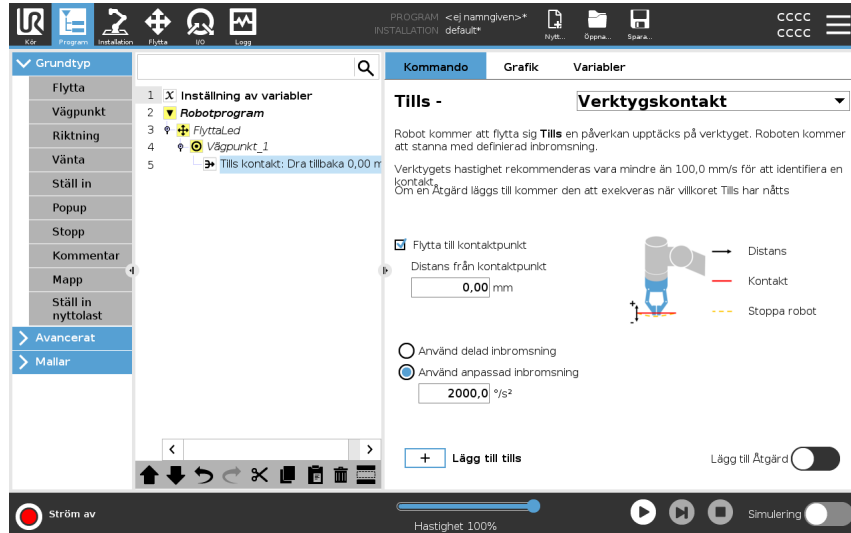 PROGRAM <ej namngiven>*
INSTALLATION default*
cccc
cccc
UR
Kör
Program
Installation
Flytta
I/O
Logg
Nytt...
Öppna...
Spara...
Grundtyp
Flytta
Vägpunkt
Riktning
Vänta
Ställ in
Popup
Stopp
Kommentar
Mapp
Ställ in
nyttolast
Avancerat
Mallar
1 X Inställning av variabler
2 Robotprogram
3 FlyttaLed
4 Vägpunkt_1
5 Tills kontakt: Dra tillbaka 0,00 m
Kommando
Grafik
Variabler
Tills -
Verktygskontakt
Robot kommer att flytta sig Tills en påverkan upptäcks på verktyget. Roboten kommer
att stanna med definierad inbromsning.
Verktygets hastighet rekommenderas vara mindre än 100,0 mm/s för att identifiera en
kontakt.
Om en Åtgärd läggs till kommer den att exekveras när villkoret Tills har nåtts
Flytta till kontaktpunkt
Distans från kontaktpunkt
0,00 mm
Distans
Kontakt
Stoppa robot
+
-
Använd delad inbromsning
Använd anpassad inbromsning
2000,0 °/s²
+ Lägg till tills
Lägg till Åtgärd
Ström av
Hastighet 100%
Simulering